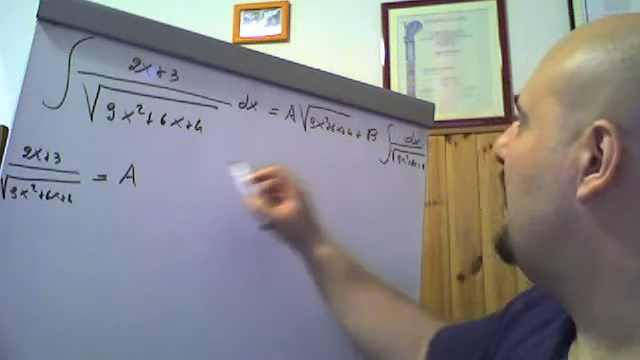 ∫ 2x+3 / √(9x²+6x+4) dx = A √(9x²+6x+4) + B ∫ dx / √(9x²+6x+4)
2x+3 / √(9x²+6x+4) = A